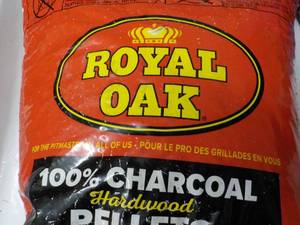 ROYAL
OAK
FOR THE PITMASTER IN ALL OF US • POUR LE PRO DES GRILLADES EN VOUS
100% CHARCOAL
Hardwood
PELLETS